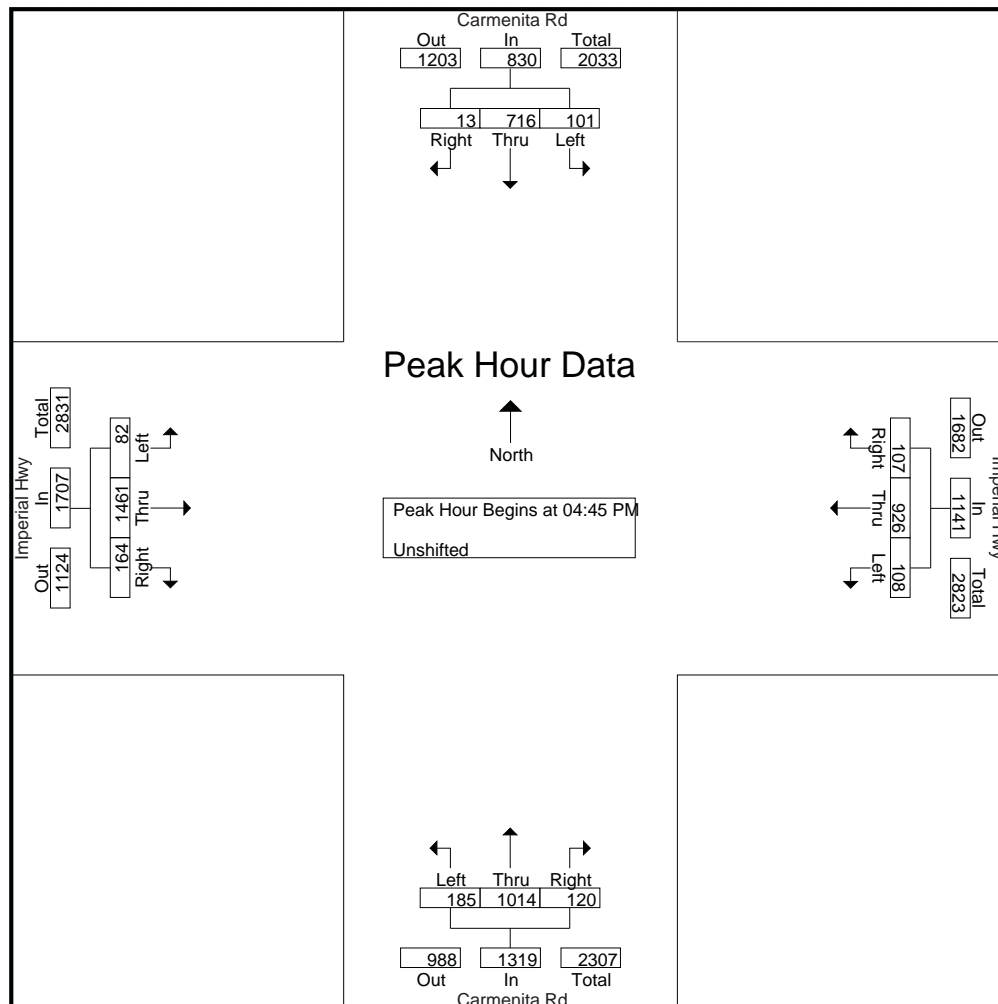 Carmenita Rd
Out In Total
1203 830 2033
13 716 101
Right Thru Left
Peak Hour Data
North
Peak Hour Begins at 04:45 PM
Unshifted
Imperial Hwy
Total In Out
2831 1707 1124
82 1461 164
Left Thru Right
Right Thru Left
107 926 108
1682 1141 2823
Out In Total
Imperial Hwy
Left Thru Right
185 1014 120
988 1319 2307
Out In Total
Carmenita Rd